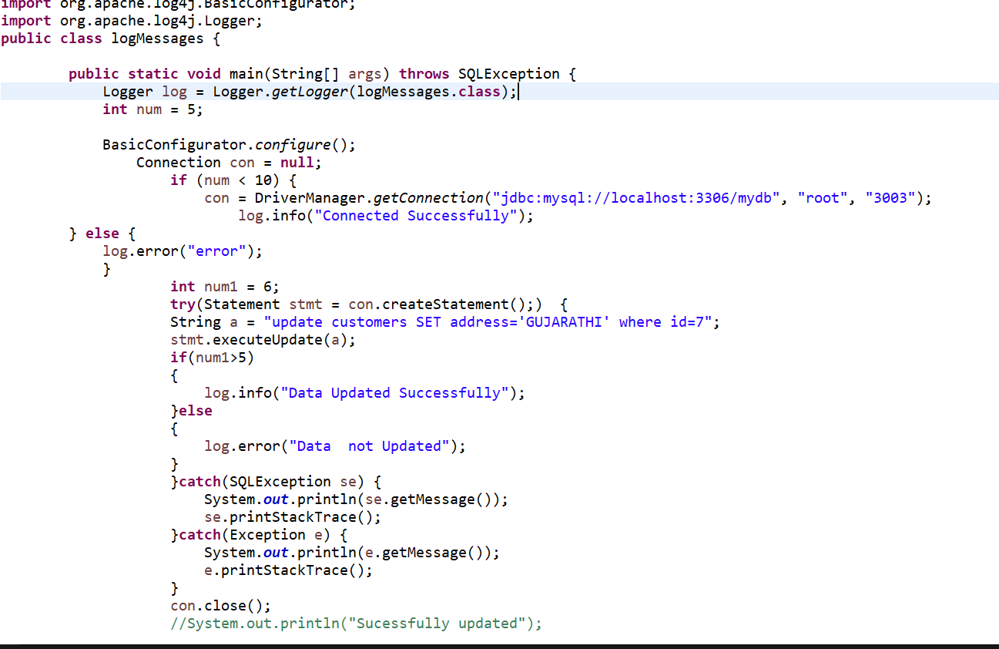 import org.apache.log4j.BasicConfigurator;
import org.apache.log4j.Logger;
public class logMessages {
public static void main(String[] args) throws SQLException {
Logger log = Logger.getLogger(logMessages.class);
int num = 5;
BasicConfigurator.configure();
Connection con = null;
if (num < 10) {
con = DriverManager.getConnection("jdbc:mysql://localhost:3306/mydb", "root", "3003");
log.info("Connected Successfully");
} else {
log.error("error");
}
int num1 = 6;
try(Statement stmt = con.createStatement();)  {
String a = "update customers SET address='GUJARATHI' where id=7";
stmt.executeUpdate(a);
if(num1>5)
{
log.info("Data Updated Successfully");
}else
{
log.error("Data  not Updated");
}
}catch(SQLException se) {
System.out.println(se.getMessage());
se.printStackTrace();
}catch(Exception e) {
System.out.println(e.getMessage());
e.printStackTrace();
}
con.close();
//System.out.println("Sucessfully updated");